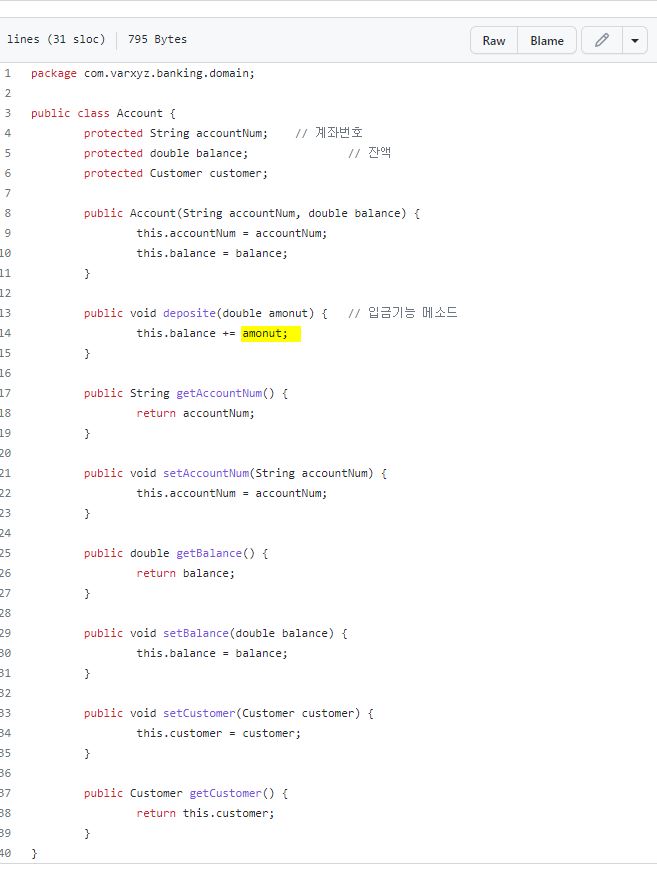 lines (31 sloc) 795 Bytes Raw Blame
1 package com.varxyz.banking.domain;
2
3 public class Account {
4 protected String accountNum; // 계좌번호
5 protected double balance; // 잔액
6 protected Customer customer;
7
8 public Account(String accountNum, double balance) {
9 this.accountNum = accountNum;
10 this.balance = balance;
11 }
12
13 public void deposite(double amonut) { // 입금기능 메소드
14 this.balance += amonut;
15 }
16
17 public String getAccountNum() {
18 return accountNum;
19 }
20
21 public void setAccountNum(String accountNum) {
22 this.accountNum = accountNum;
23 }
24
25 public double getBalance() {
26 return balance;
27 }
28
29 public void setBalance(double balance) {
30 this.balance = balance;
31 }
32
33 public void setCustomer(Customer customer) {
34 this.customer = customer;
35 }
36
37 public Customer getCustomer() {
38 return this.customer;
39 }
40 }